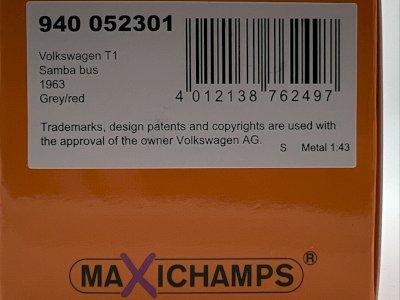 940 052301
Volkswagen T1
Samba bus
1963
Grey/red
4 012138 762497
Trademarks, design patents and copyrights are used with
the approval of the owner Volkswagen AG.
S Metal 1:43
MAXICHAMPS®